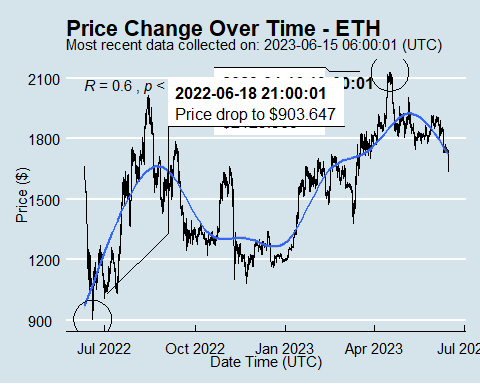 Price Change Over Time - ETH
Most recent data collected on: 2023-06-15 06:00:01 (UTC)
R = 0.6 , p <
2022-06-18 21:00:01
Price drop to $903.647
Price ($)
2100
1800
1500
1200
900
Jul 2022
Oct 2022
Jan 2023
Apr 2023
Jul 202
Date Time (UTC)